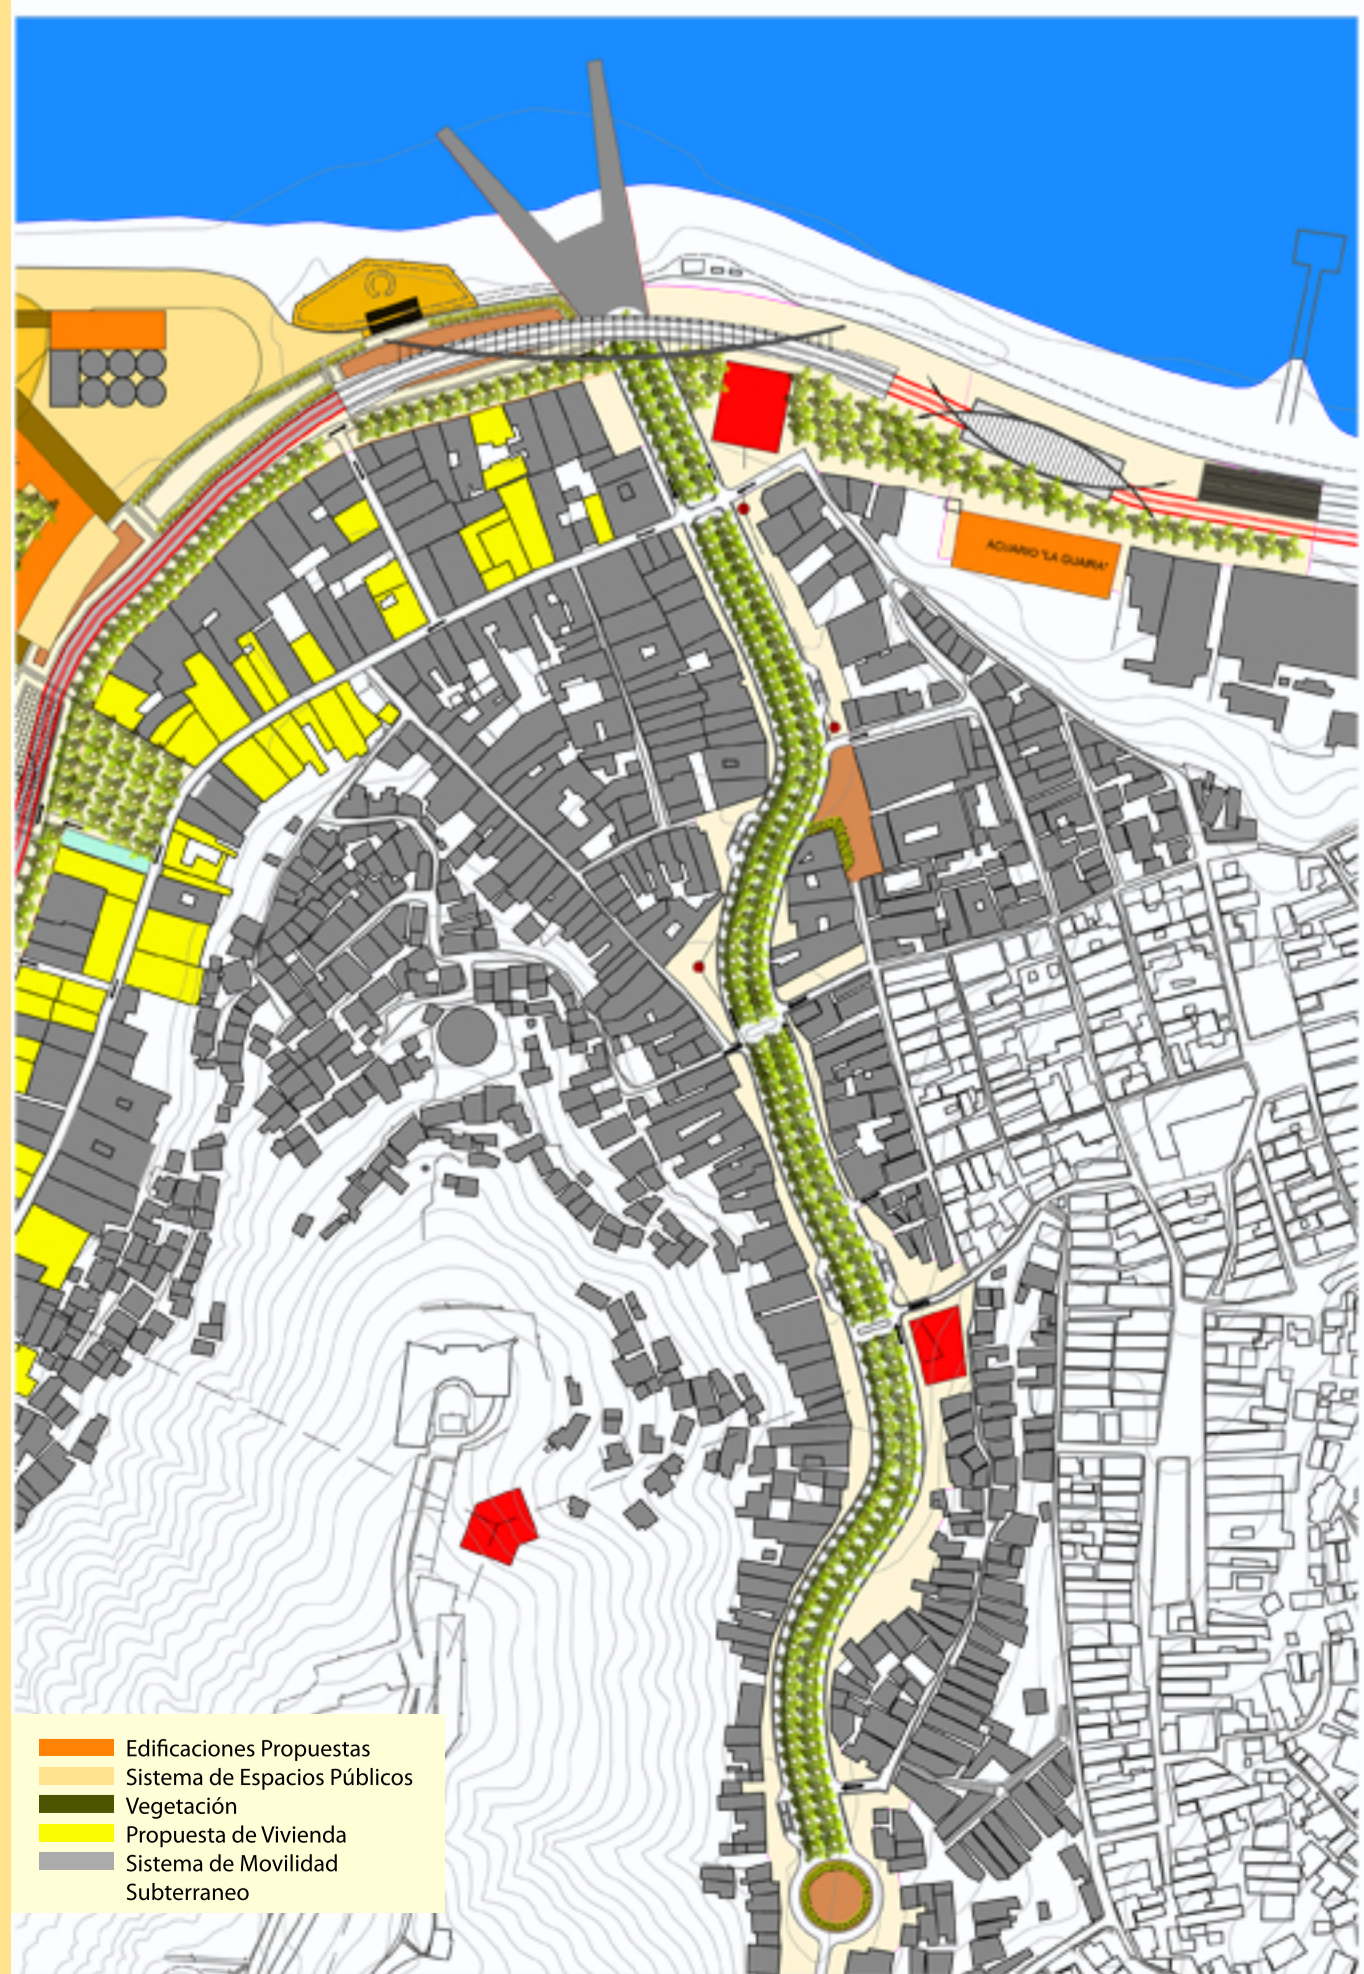 ACUARIO "LA GUAIRA"
Edificaciones Propuestas
Sistema de Espacios Públicos
Vegetación
Propuesta de Vivienda
Sistema de Movilidad
Subterraneo